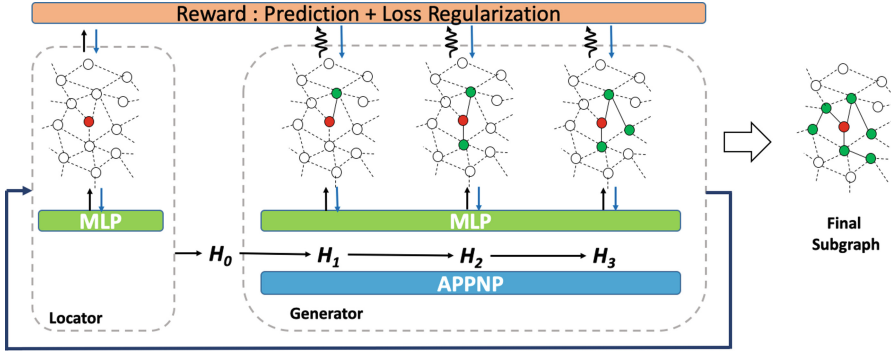 Reward : Prediction + Loss Regularization
MLP
MLP
H0
H1
H2
H3
APPNP
Locator
Generator
Final
Subgraph